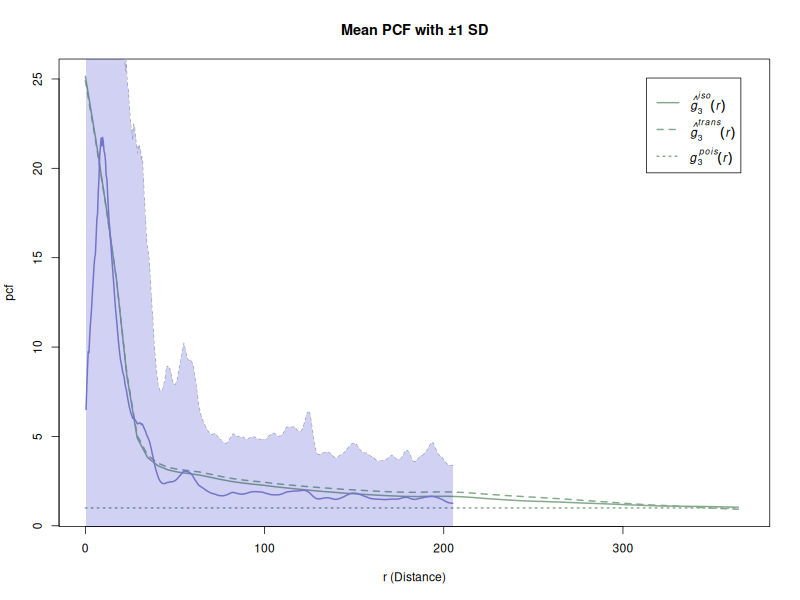 Mean PCF with ±1 SD
25
20
15
10
5
0
pcf
ĝ₃ⁱˢᵒ(r)
ĝ₃ᵗʳᵃⁿˢ(r)
g₃ᵖᵒⁱˢ(r)
0 100 200 300
r (Distance)